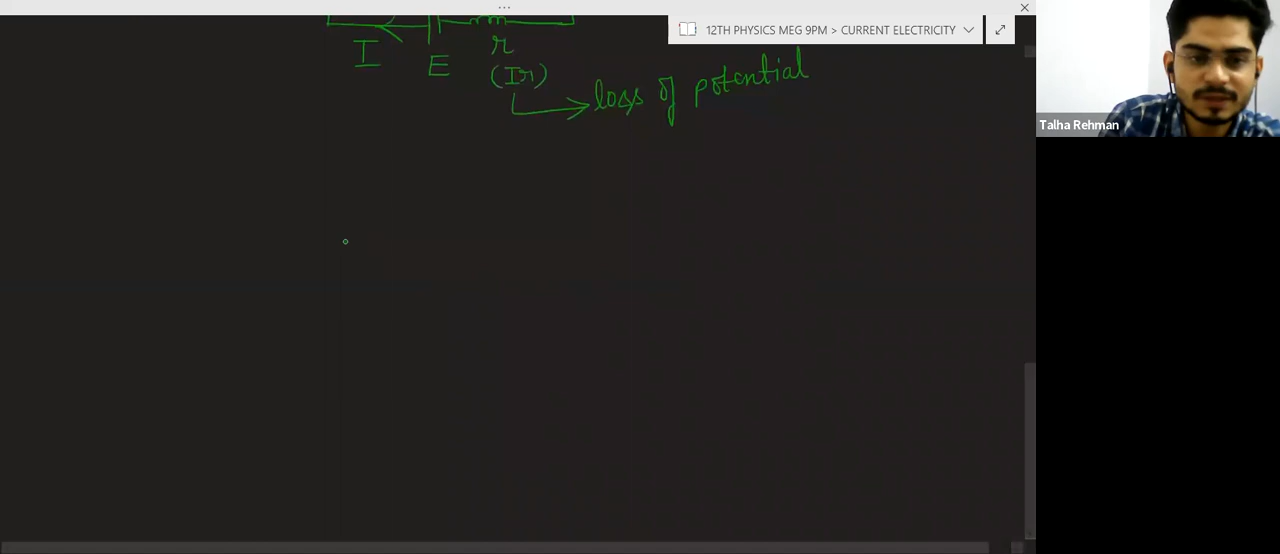 12TH PHYSICS MEG 9PM > CURRENT ELECTRICITY
I
E
r
(Ir)
loss of potential
Talha Rehman